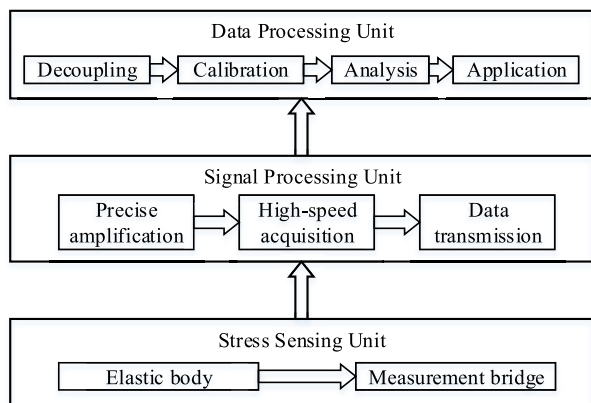 Data Processing Unit
Decoupling Calibration Analysis Application
Signal Processing Unit
Precise High-speed Data
amplification acquisition transmission
Stress Sensing Unit
Elastic body Measurement bridge